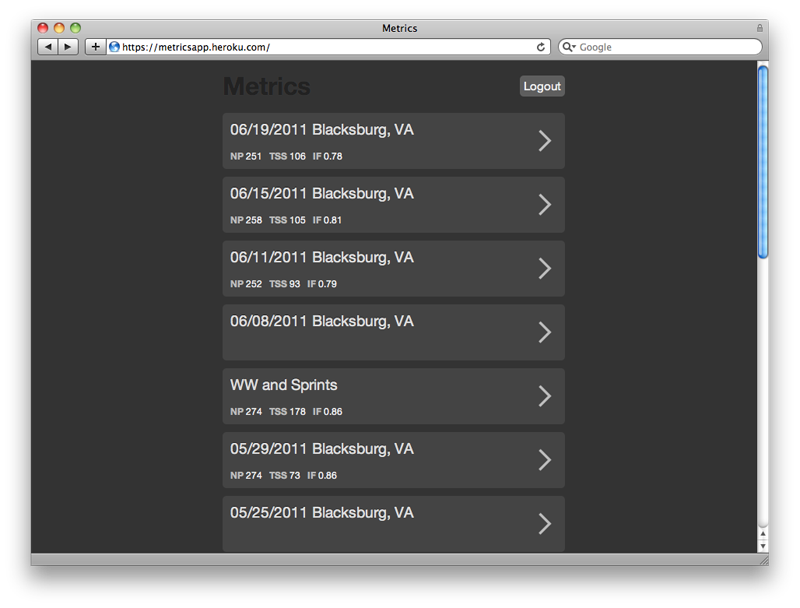 Metrics
https://metricsapp.heroku.com/
Google
Metrics
Logout
06/19/2011 Blacksburg, VA
NP 251 TSS 106 IF 0.78
06/15/2011 Blacksburg, VA
NP 258 TSS 105 IF 0.81
06/11/2011 Blacksburg, VA
NP 252 TSS 93 IF 0.79
06/08/2011 Blacksburg, VA
WW and Sprints
NP 274 TSS 178 IF 0.86
05/29/2011 Blacksburg, VA
NP 274 TSS 73 IF 0.86
05/25/2011 Blacksburg, VA